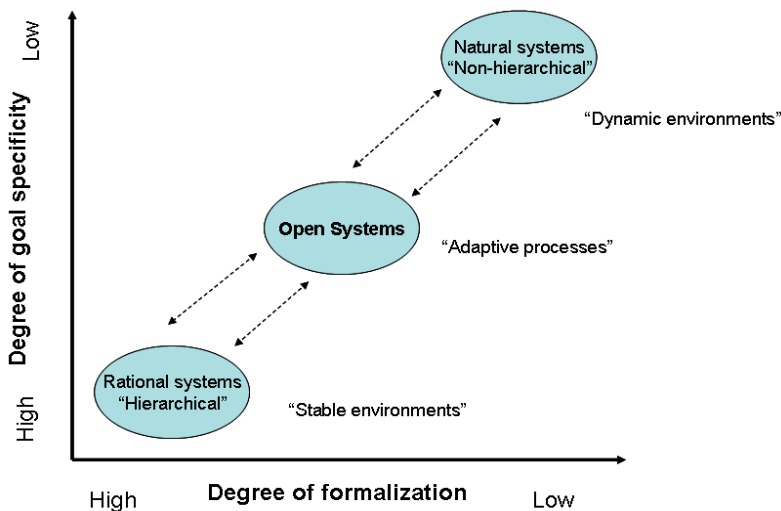 Low
Natural systems
“Non-hierarchical”
“Dynamic environments”
Degree of goal specificity
Open Systems
“Adaptive processes”
Rational systems
“Hierarchical”
“Stable environments”
High
High
Degree of formalization
Low